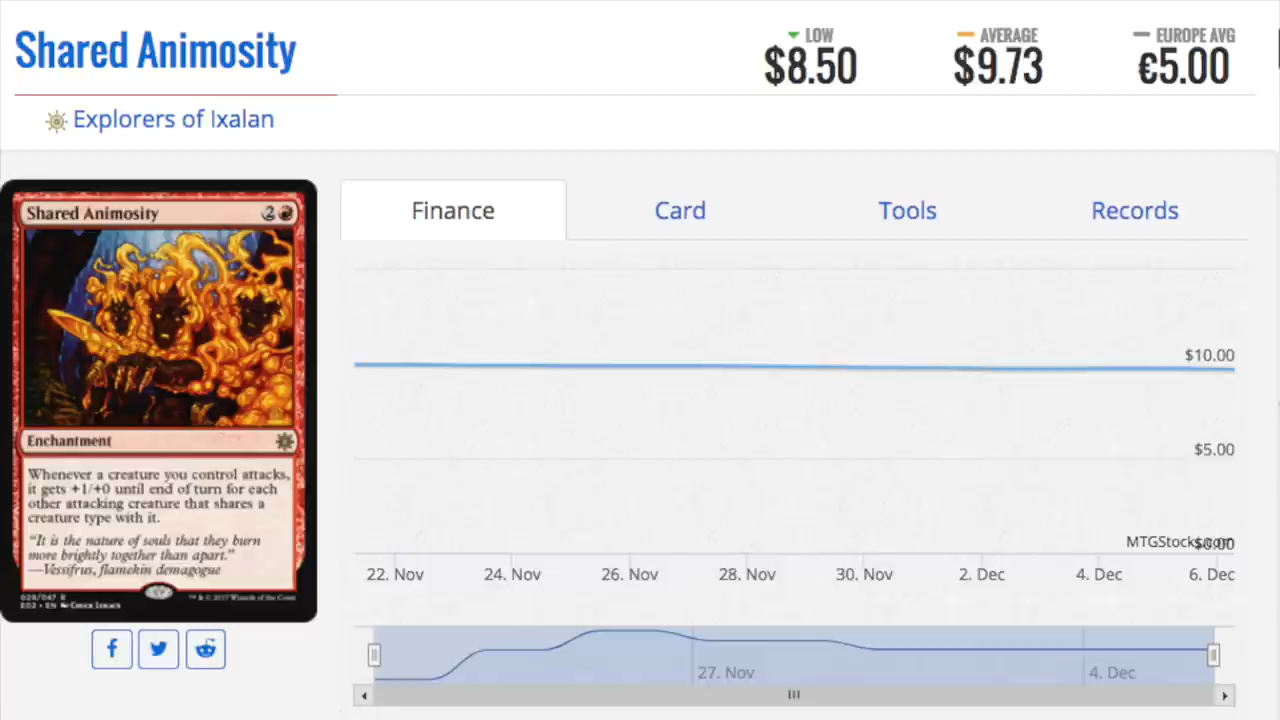 Shared Animosity
LOW
$8.50
AVERAGE
$9.73
EUROPE AVG
€5.00
Explorers of Ixalan
Shared Animosity 2
Enchantment
Whenever a creature you control attacks,
it gets +1/+0 until end of turn for each
other attacking creature that shares a
creature type with it.
“It is the nature of souls that they burn
more brightly together than apart.”
—Vessifrus, flamekin demagogue
Finance
Card
Tools
Records
$10.00
$5.00
$0.00
MTGStocks.com
22. Nov
24. Nov
26. Nov
28. Nov
30. Nov
2. Dec
4. Dec
6. Dec
27. Nov
4. Dec